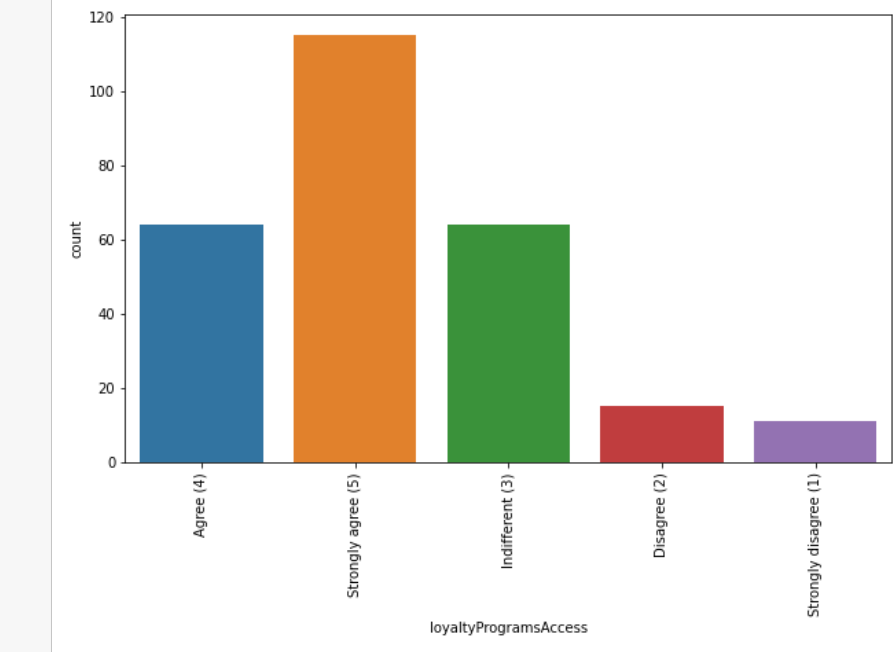 120
100
80
60
40
20
0
count
Agree (4)
Strongly agree (5)
Indifferent (3)
Disagree (2)
Strongly disagree (1)
loyaltyProgramsAccess